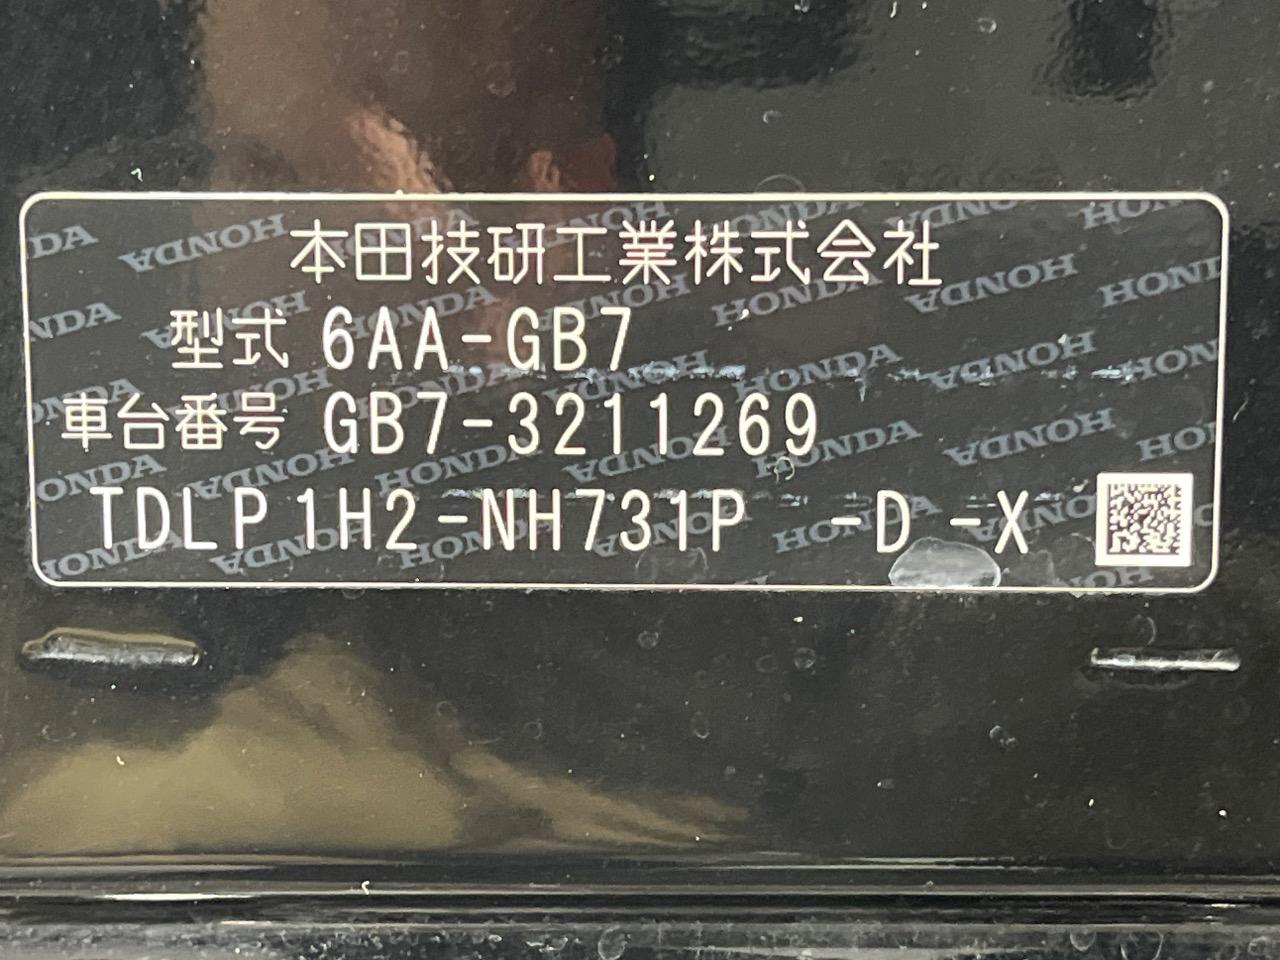 本田技研工業株式会社
型式 6AA-GB7
車台番号 GB7-3211269
TDLP1H2-NH731P -D -X